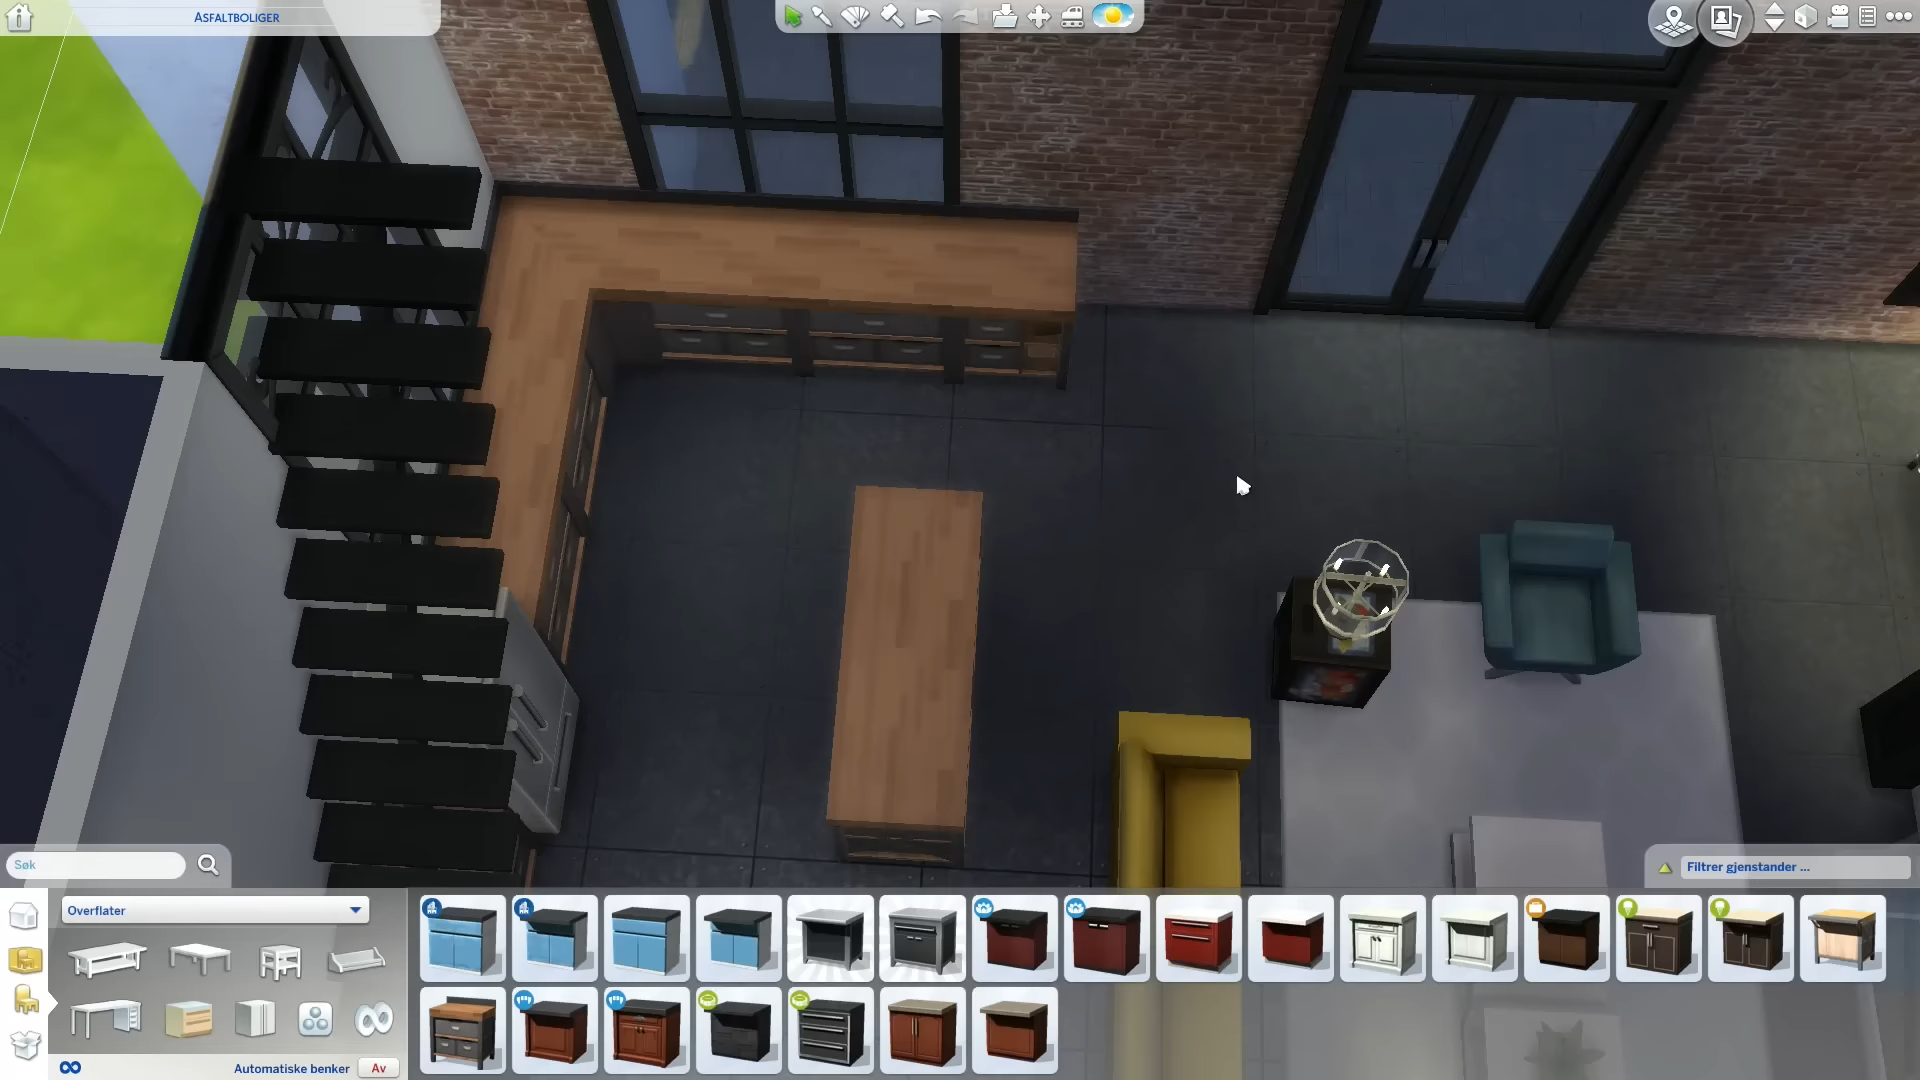 ASFALTBOLIGER
Søk
Filtrer gjenstander ...
Overflater
Automatiske benker
Av